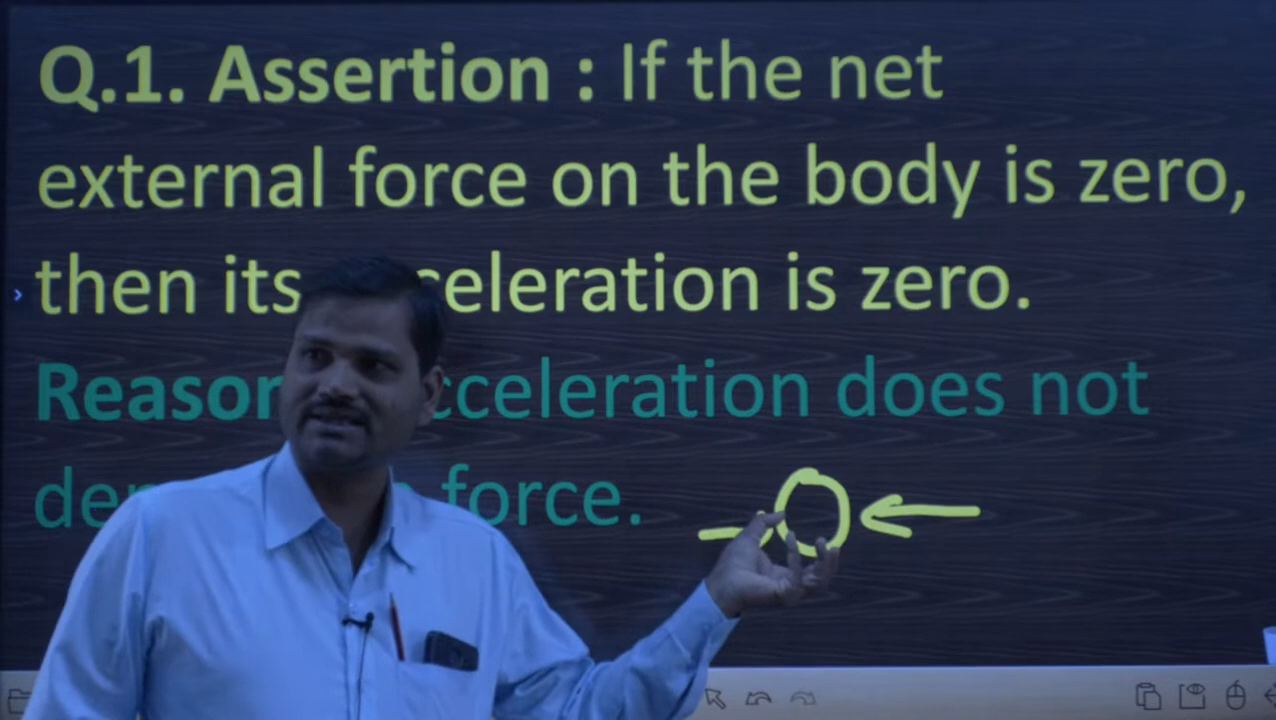 Q.1. Assertion : If the net
external force on the body is zero,
then its celeration is zero.
Reason cceleration does not
de force.